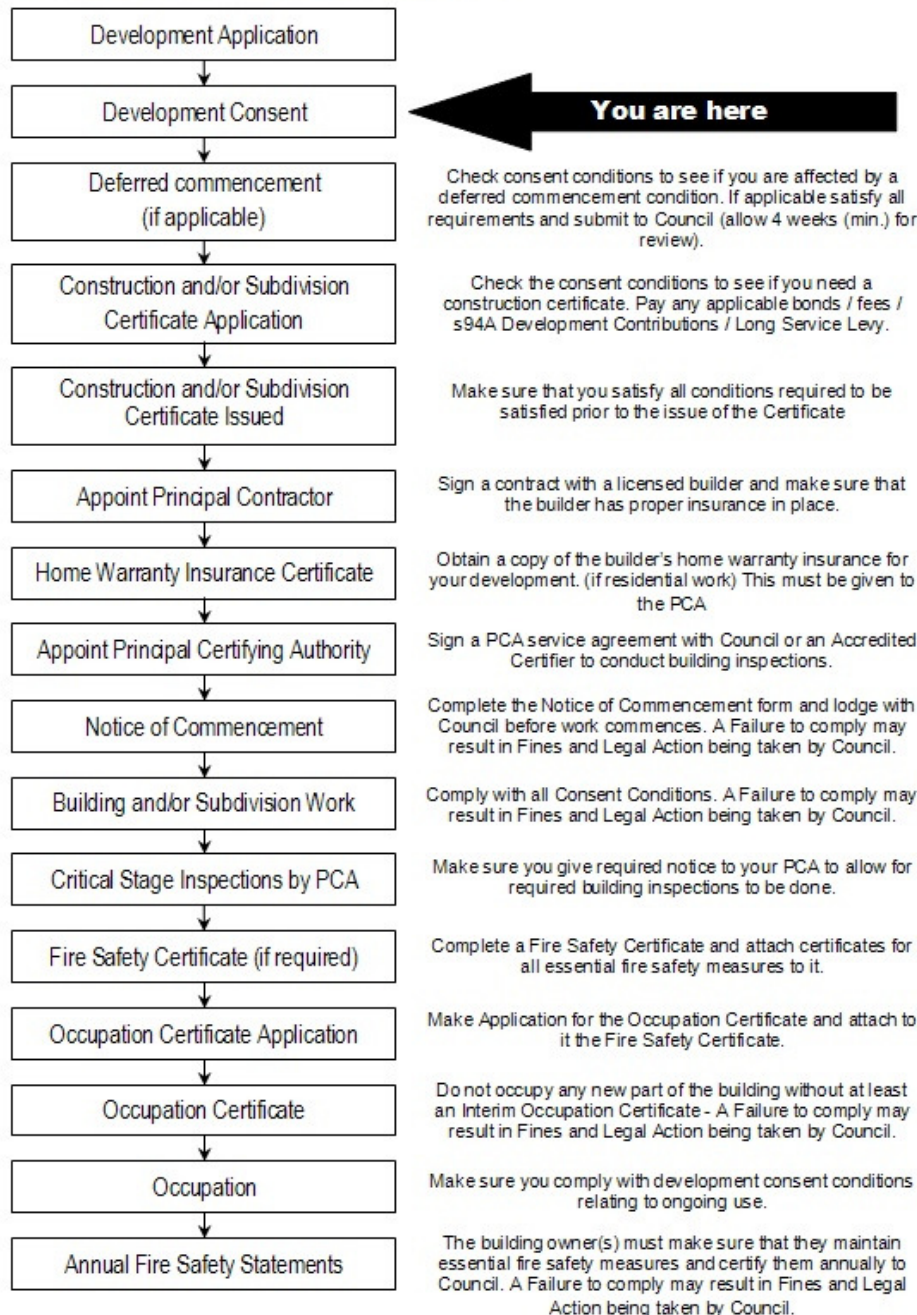 Development Application
Development Consent
You are here
Deferred commencement
(if applicable)
Check consent conditions to see if you are affected by a
deferred commencement condition. If applicable satisfy all
requirements and submit to Council (allow 4 weeks (min.) for
review).
Construction and/or Subdivision
Certificate Application
Check the consent conditions to see if you need a
construction certificate. Pay any applicable bonds / fees /
s94A Development Contributions / Long Service Levy.
Construction and/or Subdivision
Certificate Issued
Make sure that you satisfy all conditions required to be
satisfied prior to the issue of the Certificate
Appoint Principal Contractor
Sign a contract with a licensed builder and make sure that
the builder has proper insurance in place.
Home Warranty Insurance Certificate
Obtain a copy of the builder's home warranty insurance for
your development. (if residential work) This must be given to
the PCA
Appoint Principal Certifying Authority
Sign a PCA service agreement with Council or an Accredited
Certifier to conduct building inspections.
Notice of Commencement
Complete the Notice of Commencement form and lodge with
Council before work commences. A Failure to comply may
result in Fines and Legal Action being taken by Council.
Building and/or Subdivision Work
Comply with all Consent Conditions. A Failure to comply may
result in Fines and Legal Action being taken by Council.
Critical Stage Inspections by PCA
Make sure you give required notice to your PCA to allow for
required building inspections to be done.
Fire Safety Certificate (if required)
Complete a Fire Safety Certificate and attach certificates for
all essential fire safety measures to it.
Occupation Certificate Application
Make Application for the Occupation Certificate and attach to
it the Fire Safety Certificate.
Occupation Certificate
Do not occupy any new part of the building without at least
an Interim Occupation Certificate - A Failure to comply may
result in Fines and Legal Action being taken by Council.
Occupation
Make sure you comply with development consent conditions
relating to ongoing use.
Annual Fire Safety Statements
The building owner(s) must make sure that they maintain
essential fire safety measures and certify them annually to
Council. A Failure to comply may result in Fines and Legal
Action being taken by Council.